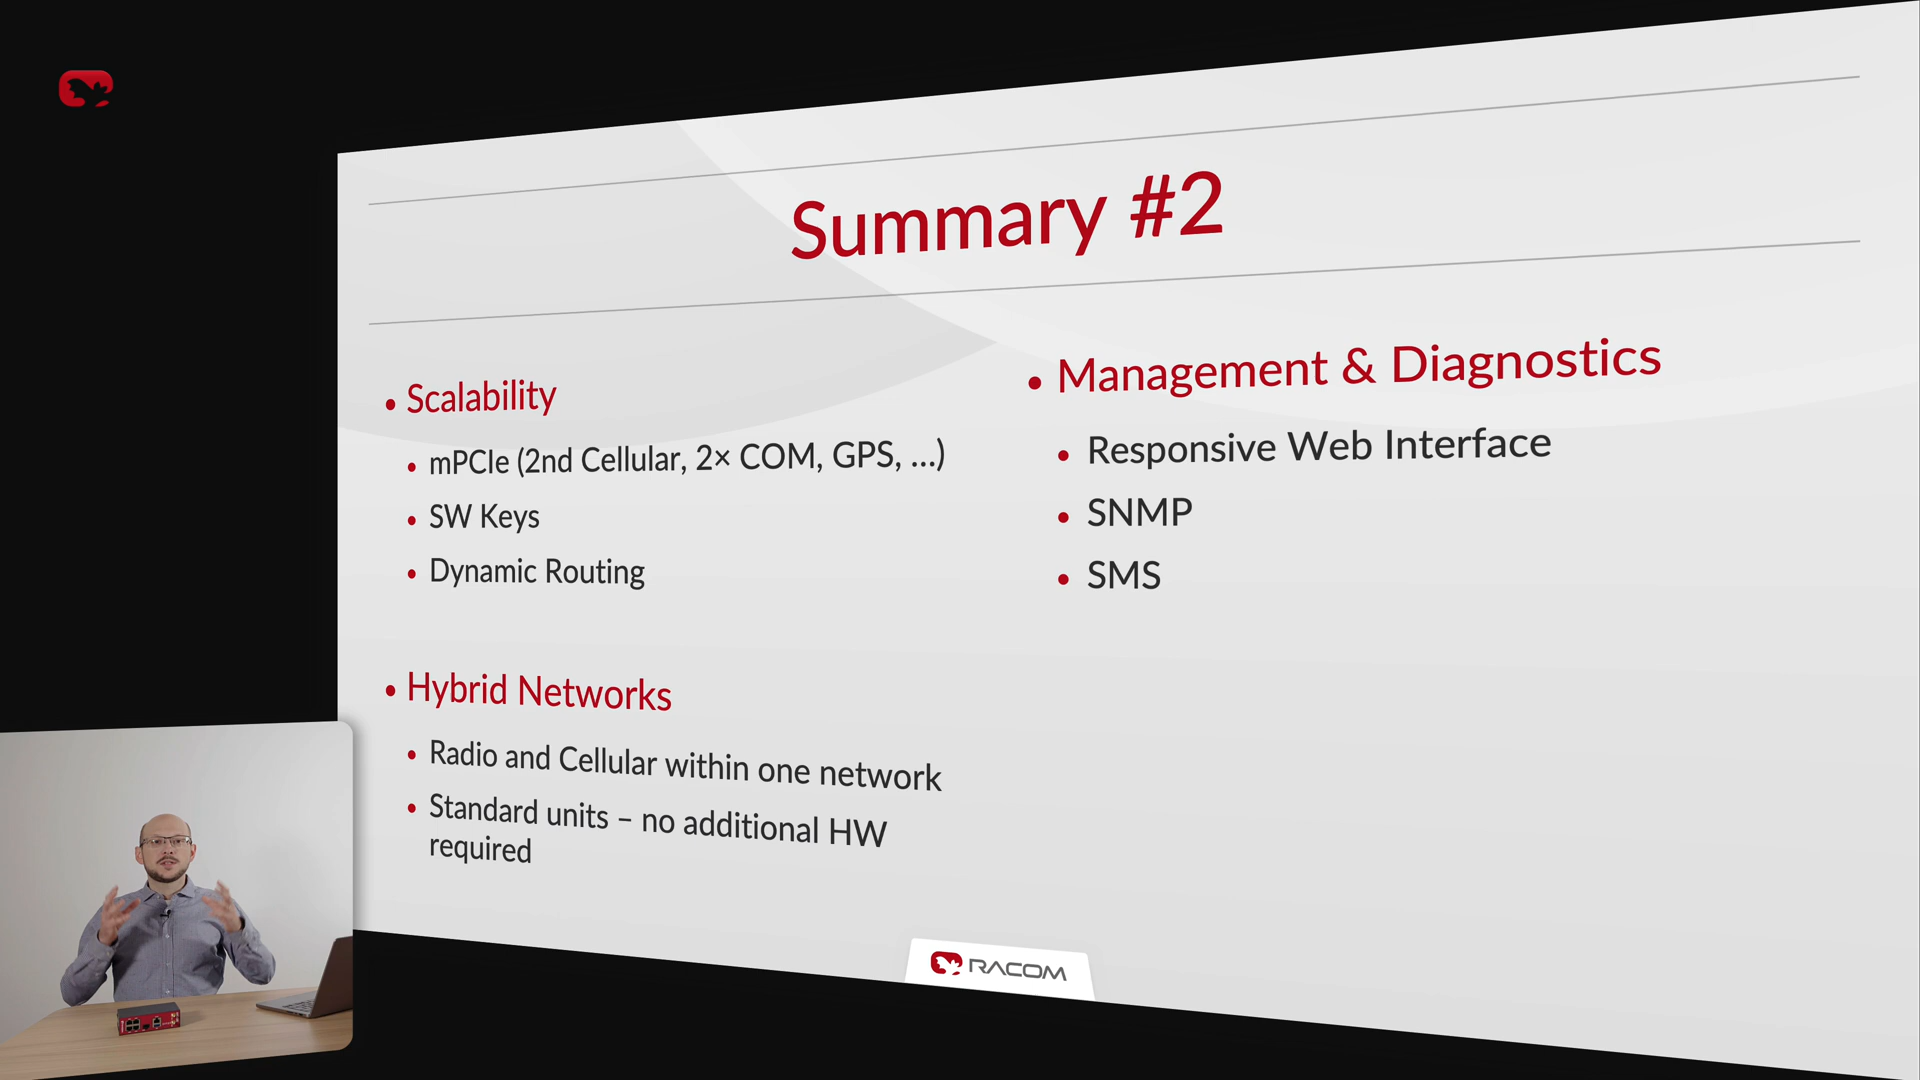 Summary #2
• Scalability
• mPCIe (2nd Cellular, 2× COM, GPS, ...)
• SW Keys
• Dynamic Routing
• Hybrid Networks
• Radio and Cellular within one network
• Standard units – no additional HW
required
• Management & Diagnostics
• Responsive Web Interface
• SNMP
• SMS
RACOM